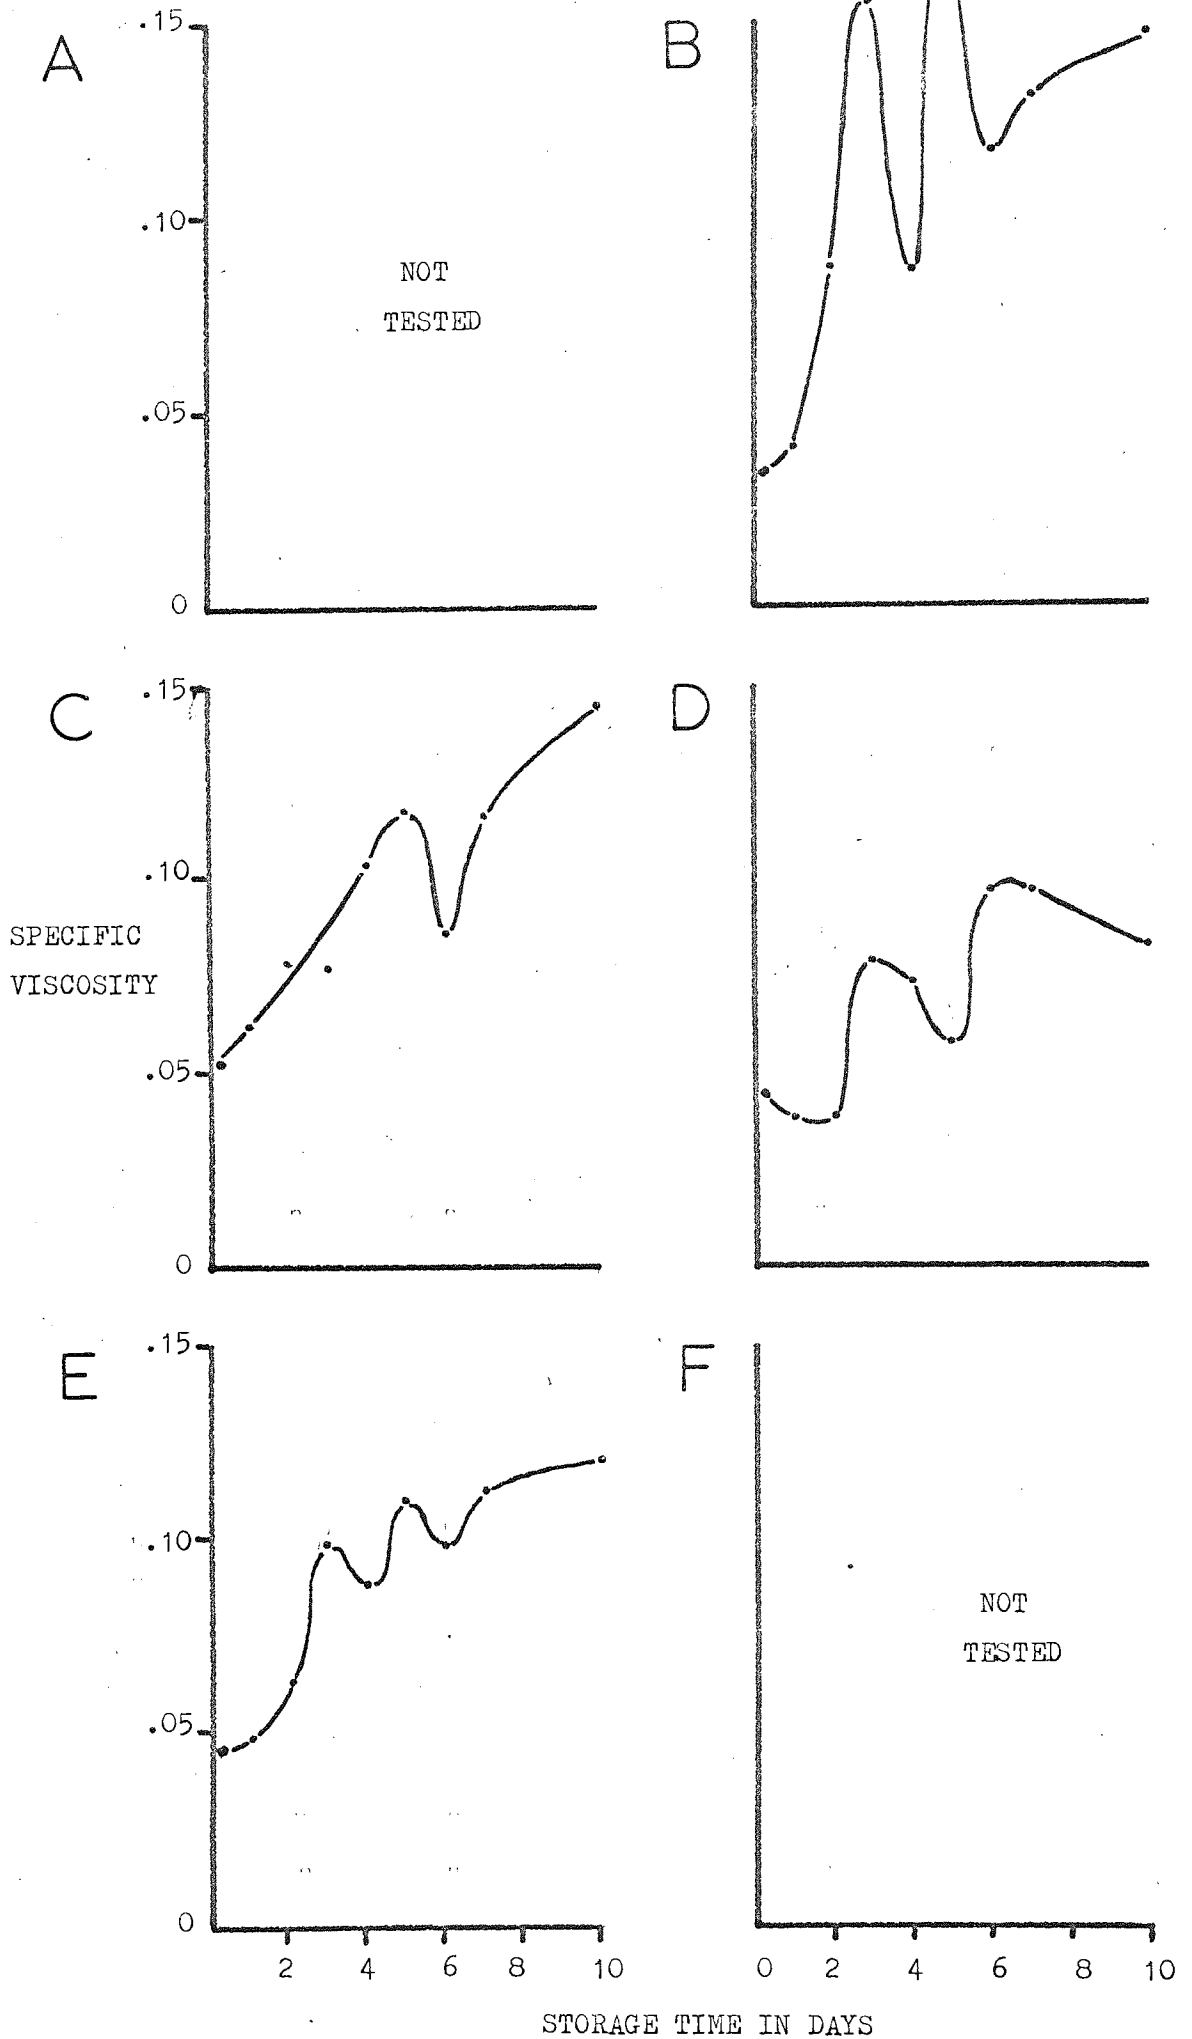 A
.15
.10
.05
0
NOT
TESTED
B
C
.15
.10
.05
0
SPECIFIC
VISCOSITY
D
E
.15
.10
.05
0
2 4 6 8 10
F
NOT
TESTED
0 2 4 6 8 10
STORAGE TIME IN DAYS